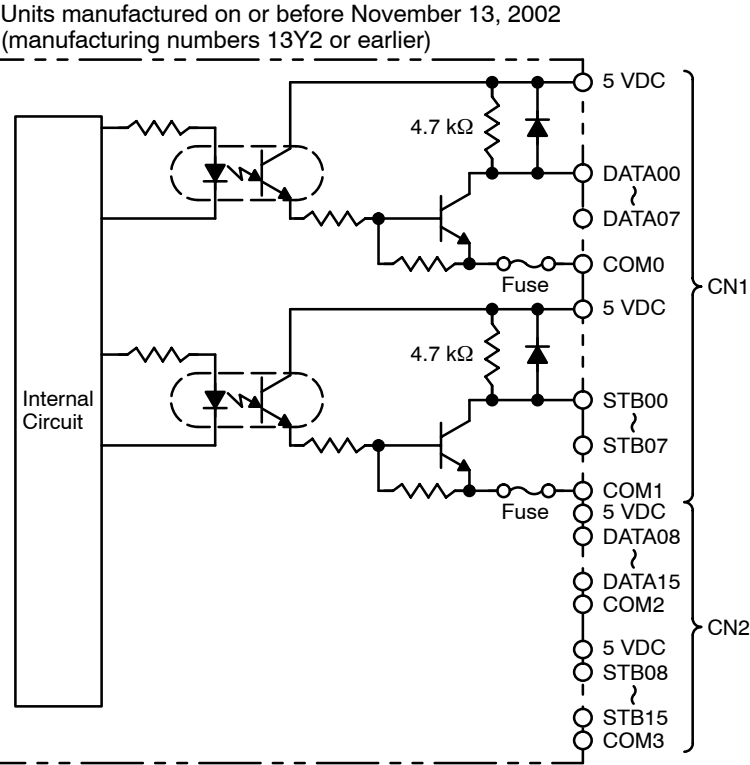 Units manufactured on or before November 13, 2002
(manufacturing numbers 13Y2 or earlier)
5 VDC
4.7 kΩ
DATA00
DATA07
COM0
Fuse
CN1
5 VDC
4.7 kΩ
Internal
Circuit
STB00
STB07
COM1
Fuse
5 VDC
DATA08
DATA15
COM2
CN2
5 VDC
STB08
STB15
COM3